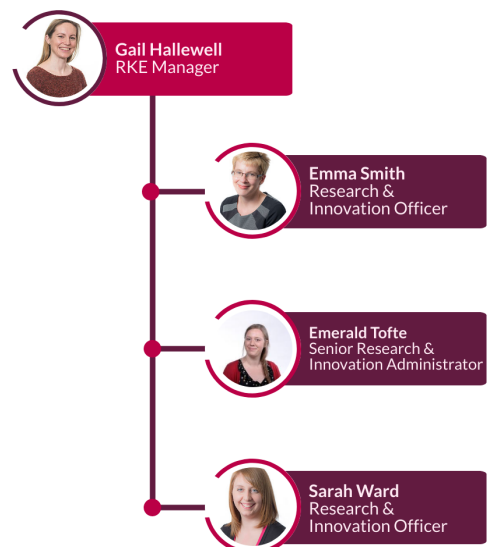 Gail Hallewell
RKE Manager
Emma Smith
Research &
Innovation Officer
Emerald Tofte
Senior Research &
Innovation Administrator
Sarah Ward
Research &
Innovation Officer